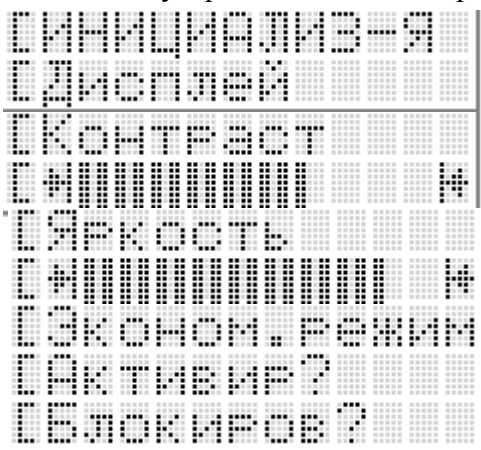 [ИНИЦИАЛИЗ-Я
[Дисплей
[Контраст
[Яркость
[Эконом.режим
[Активир?
[Блокиров?